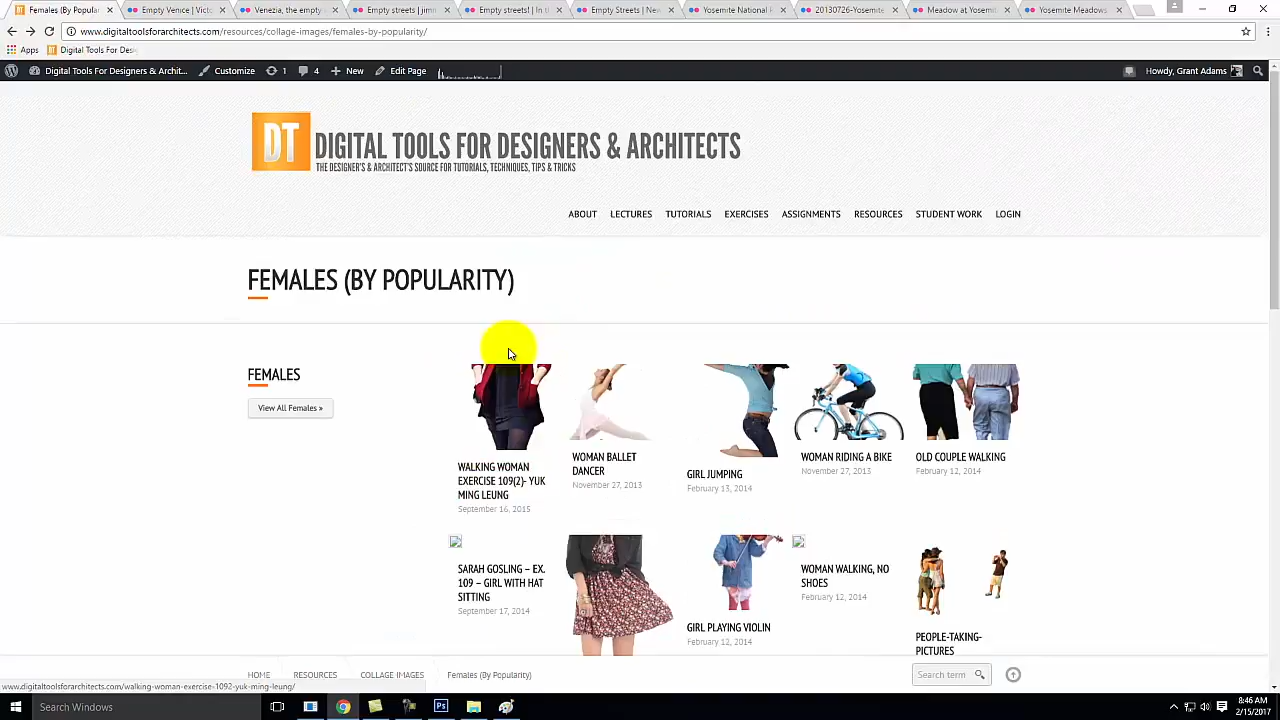 Females (By Popularity)
Empty Vence | Victo
Venezia, the empty
Empty streets | jimm
Empty streets! | In th
Empty Streets | New
Yosemite National P
20130726-Yosemite
Meadow at Yosemite
Yosemite Meadows
www.digitaltoolsforarchitects.com/resources/collage-images/females-by-popularity/
Apps
Digital Tools For Des
Digital Tools For Designers & Archit...
Customize
1
4
New
Edit Page
Howdy, Grant Adams
DT
DIGITAL TOOLS FOR DESIGNERS & ARCHITECTS
THE DESIGNER'S & ARCHITECT'S SOURCE FOR TUTORIALS, TECHNIQUES, TIPS & TRICKS
ABOUT LECTURES TUTORIALS EXERCISES ASSIGNMENTS RESOURCES STUDENT WORK LOGIN
FEMALES (BY POPULARITY)
FEMALES
View All Females »
WALKING WOMAN
EXERCISE 109(2)- YUK
MING LEUNG
September 16, 2015
WOMAN BALLET
DANCER
November 27, 2013
GIRL JUMPING
February 13, 2014
WOMAN RIDING A BIKE
November 27, 2013
OLD COUPLE WALKING
February 12, 2014
SARAH GOSLING – EX.
109 – GIRL WITH HAT
SITTING
September 17, 2014
GIRL PLAYING VIOLIN
February 12, 2014
WOMAN WALKING, NO
SHOES
February 12, 2014
PEOPLE-TAKING-
PICTURES
HOME RESOURCES COLLAGE IMAGES Females (By Popularity)
Search term
www.digitaltoolsforarchitects.com/walking-woman-exercise-1092-yuk-ming-leung/
Search Windows
Ps
8:46 AM
2/15/2017